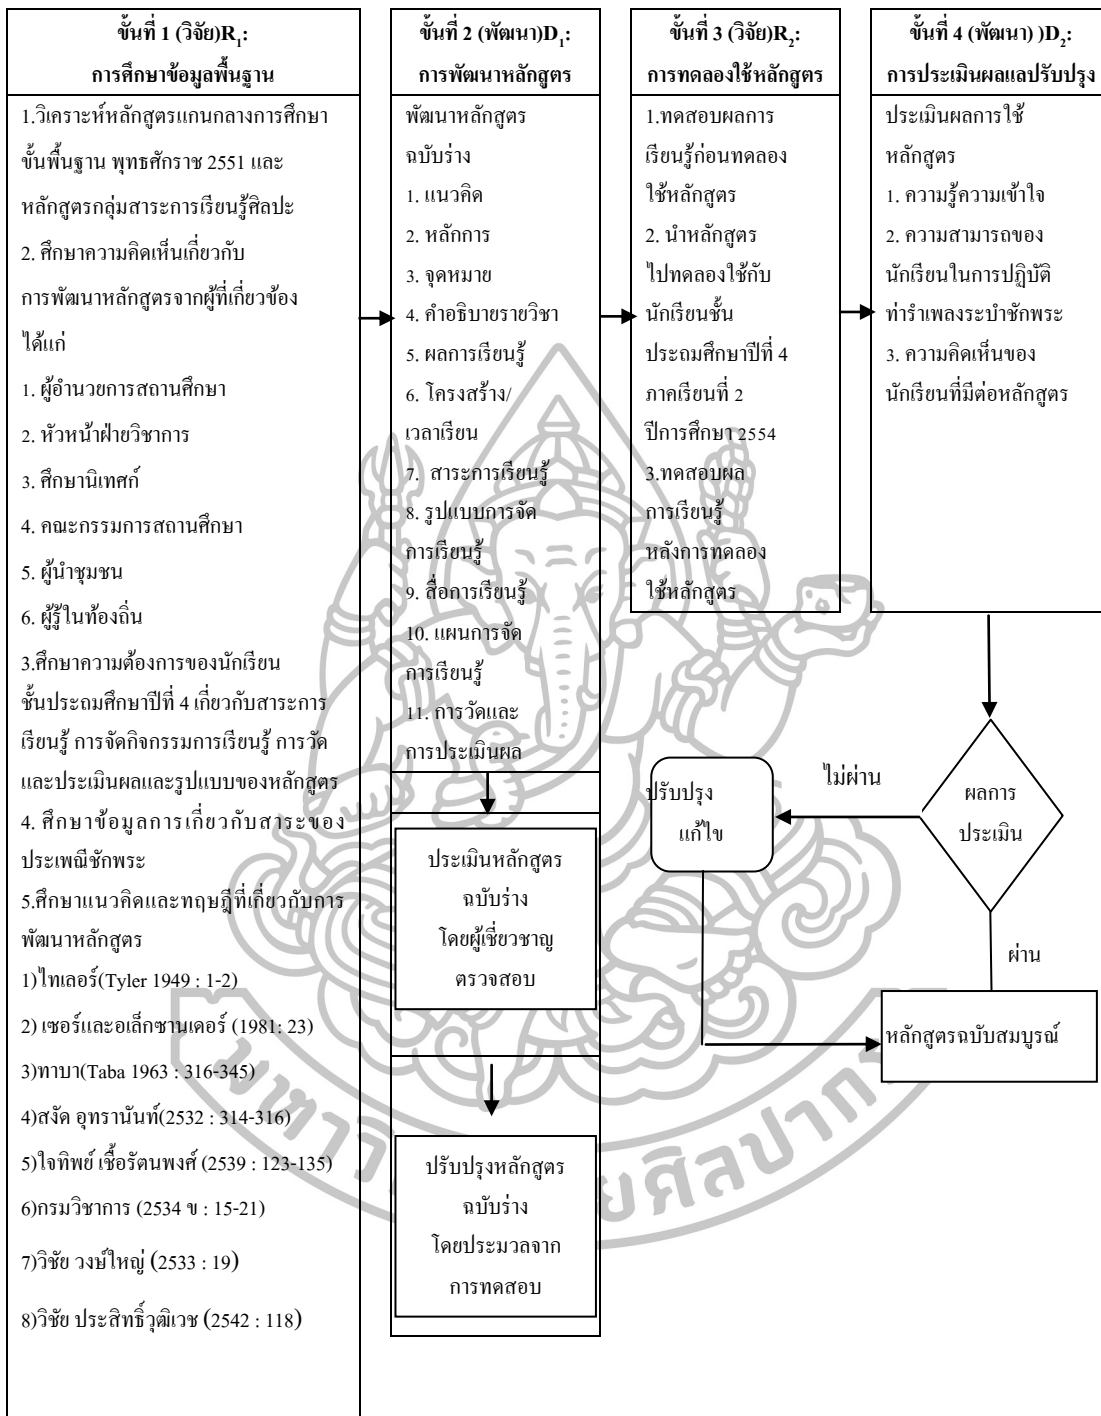 ขั้นที่ 1 (วิจัย)R1:
การศึกษาข้อมูลพื้นฐาน
1.วิเคราะห์หลักสูตรแกนกลางการศึกษา
ขั้นพื้นฐาน พุทธศักราช 2551 และ
หลักสูตรกลุ่มสาระการเรียนรู้ศิลปะ
2. ศึกษาความคิดเห็นเกี่ยวกับ
การพัฒนาหลักสูตรจากผู้ที่เกี่ยวข้อง
ได้แก่
1. ผู้อำนวยการสถานศึกษา
2. หัวหน้าฝ่ายวิชาการ
3. ศึกษานิเทศก์
4. คณะกรรมการสถานศึกษา
5. ผู้นำชุมชน
6. ผู้รู้ในท้องถิ่น
3.ศึกษาความต้องการของนักเรียน
ชั้นประถมศึกษาปีที่ 4 เกี่ยวกับสาระการ
เรียนรู้ การจัดกิจกรรมการเรียนรู้ การวัด
และประเมินผลและรูปแบบของหลักสูตร
4. ศึกษาข้อมูลการเกี่ยวกับสาระของ
ประเพณีชักพระ
5.ศึกษาแนวคิดและทฤษฎีที่เกี่ยวกับการ
พัฒนาหลักสูตร
1)ไทเลอร์(Tyler 1949 : 1-2)
2) เซอร์และอเล็กซานเดอร์ (1981: 23)
3)ทาบา(Taba 1963 : 316-345)
4)สงัด อุทรานันท์(2532 : 314-316)
5)ใจทิพย์ เชื้อรัตนพงศ์ (2539 : 123-135)
6)กรมวิชาการ (2534 ข : 15-21)
7)วิชัย วงษ์ใหญ่ (2533 : 19)
8)วิชัย ประสิทธิ์วุฒิเวช (2542 : 118)
ขั้นที่ 2 (พัฒนา)D1:
การพัฒนาหลักสูตร
พัฒนาหลักสูตร
ฉบับร่าง
1. แนวคิด
2. หลักการ
3. จุดหมาย
4. คำอธิบายรายวิชา
5. ผลการเรียนรู้
6. โครงสร้าง/
เวลาเรียน
7. สาระการเรียนรู้
8. รูปแบบการจัด
การเรียนรู้
9. สื่อการเรียนรู้
10. แผนการจัด
การเรียนรู้
11. การวัดและ
การประเมินผล
ประเมินหลักสูตร
ฉบับร่าง
โดยผู้เชี่ยวชาญ
ตรวจสอบ
ปรับปรุงหลักสูตร
ฉบับร่าง
โดยประมวลจาก
การทดสอบ
ขั้นที่ 3 (วิจัย)R2:
การทดลองใช้หลักสูตร
1.ทดสอบผลการ
เรียนรู้ก่อนทดลอง
ใช้หลักสูตร
2. นำหลักสูตร
ไปทดลองใช้กับ
นักเรียนชั้น
ประถมศึกษาปีที่ 4
ภาคเรียนที่ 2
ปีการศึกษา 2554
3.ทดสอบผล
การเรียนรู้
หลังการทดลอง
ใช้หลักสูตร
ขั้นที่ 4 (พัฒนา) )D2:
การประเมินผลแลปรับปรุง
ประเมินผลการใช้
หลักสูตร
1. ความรู้ความเข้าใจ
2. ความสามารถของ
นักเรียนในการปฏิบัติ
ท่ารำเพลงระบำชักพระ
3. ความคิดเห็นของ
นักเรียนที่มีต่อหลักสูตร
ผลการ
ประเมิน
ไม่ผ่าน
ปรับปรุง
แก้ไข
ผ่าน
หลักสูตรฉบับสมบูรณ์